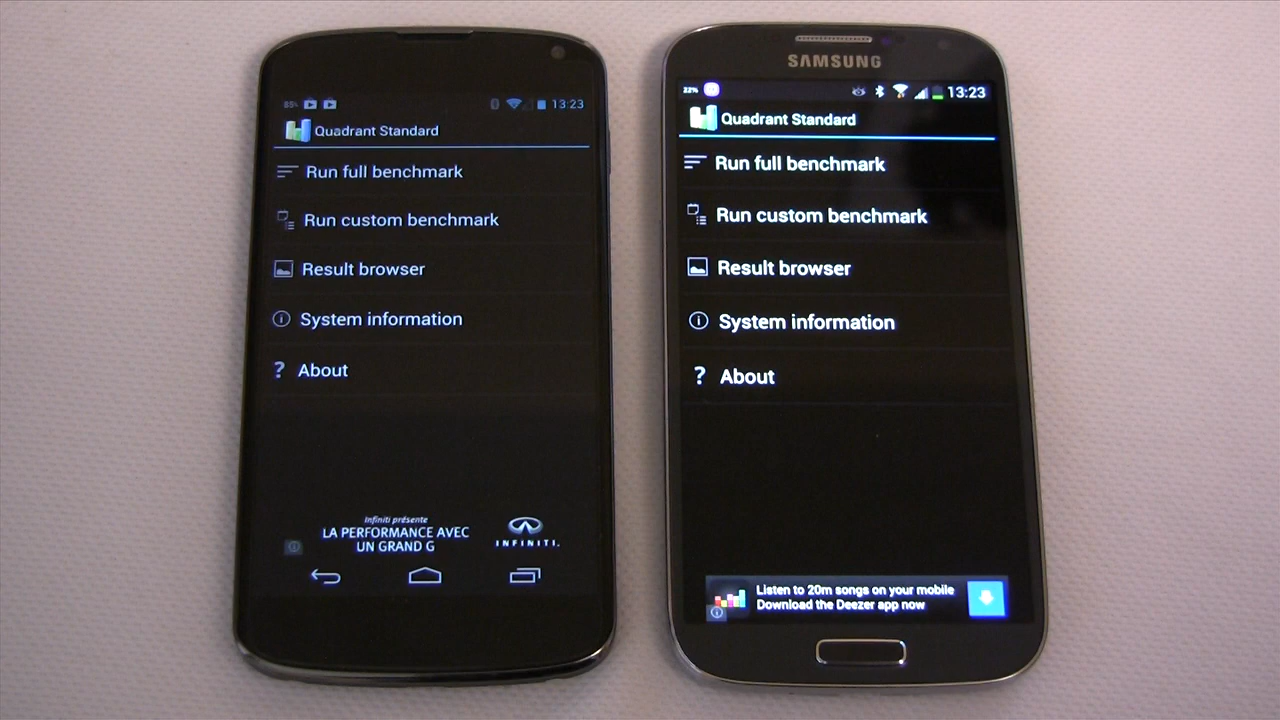 85%
13:23
Quadrant Standard
Run full benchmark
Run custom benchmark
Result browser
System information
? About
Infiniti présente
LA PERFORMANCE AVEC
UN GRAND G
INFINITI.
SAMSUNG
22%
13:23
Quadrant Standard
Run full benchmark
Run custom benchmark
Result browser
System information
? About
Listen to 20m songs on your mobile
Download the Deezer app now